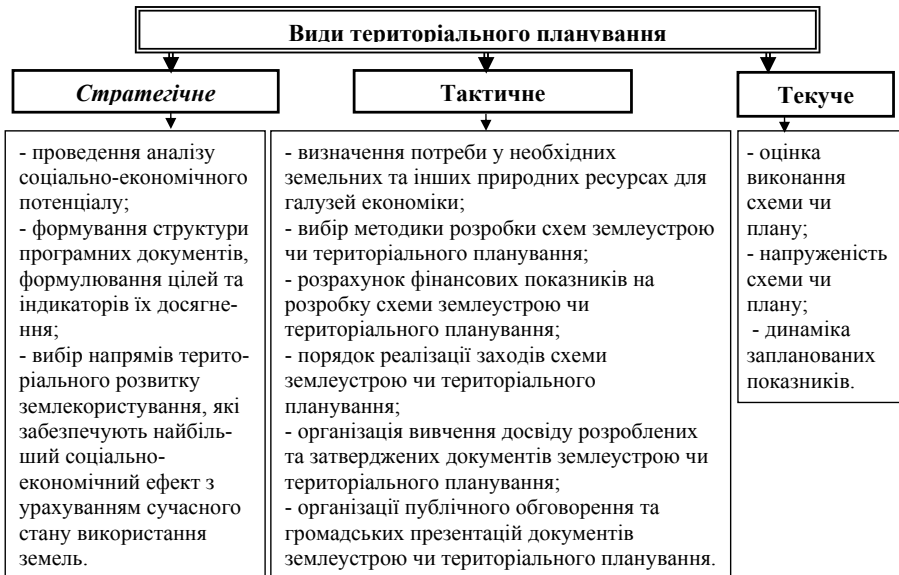 Види територіального планування
Стратегічне
Тактичне
Текуче
- проведення аналізу
соціально-економічного
потенціалу;
- формування структури
програмних документів,
формулювання цілей та
індикаторів їх досягне-
ння;
- вибір напрямів терито-
ріального розвитку
землекористування, які
забезпечують найбіль-
ший соціально-
економічний ефект з
урахуванням сучасного
стану використання
земель.
- визначення потреби у необхідних
земельних та інших природних ресурсах для
галузей економіки;
- вибір методики розробки схем землеустрою
чи територіального планування;
- розрахунок фінансових показників на
розробку схеми землеустрою чи
територіального планування;
- порядок реалізації заходів схеми
землеустрою чи територіального
планування;
- організація вивчення досвіду розроблених
та затверджених документів землеустрою чи
територіального планування;
- організації публічного обговорення та
громадських презентацій документів
землеустрою чи територіального планування.
- оцінка
виконання
схеми чи
плану;
- напруженість
схеми чи
плану;
- динаміка
запланованих
показників.